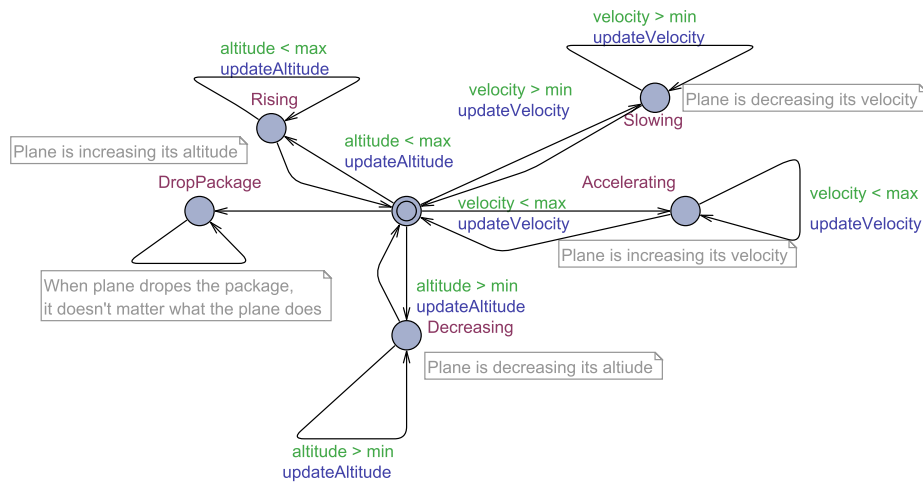 velocity > min
updateVelocity
altitude < max
updateAltitude
Rising
velocity > min
updateVelocity
Plane is decreasing its velocity
Slowing
Plane is increasing its altitude
altitude < max
updateAltitude
DropPackage
Accelerating
velocity < max
updateVelocity
velocity < max
updateVelocity
Plane is increasing its velocity
When plane dropes the package,
it doesn't matter what the plane does
altitude > min
updateAltitude
Decreasing
Plane is decreasing its altiude
altitude > min
updateAltitude